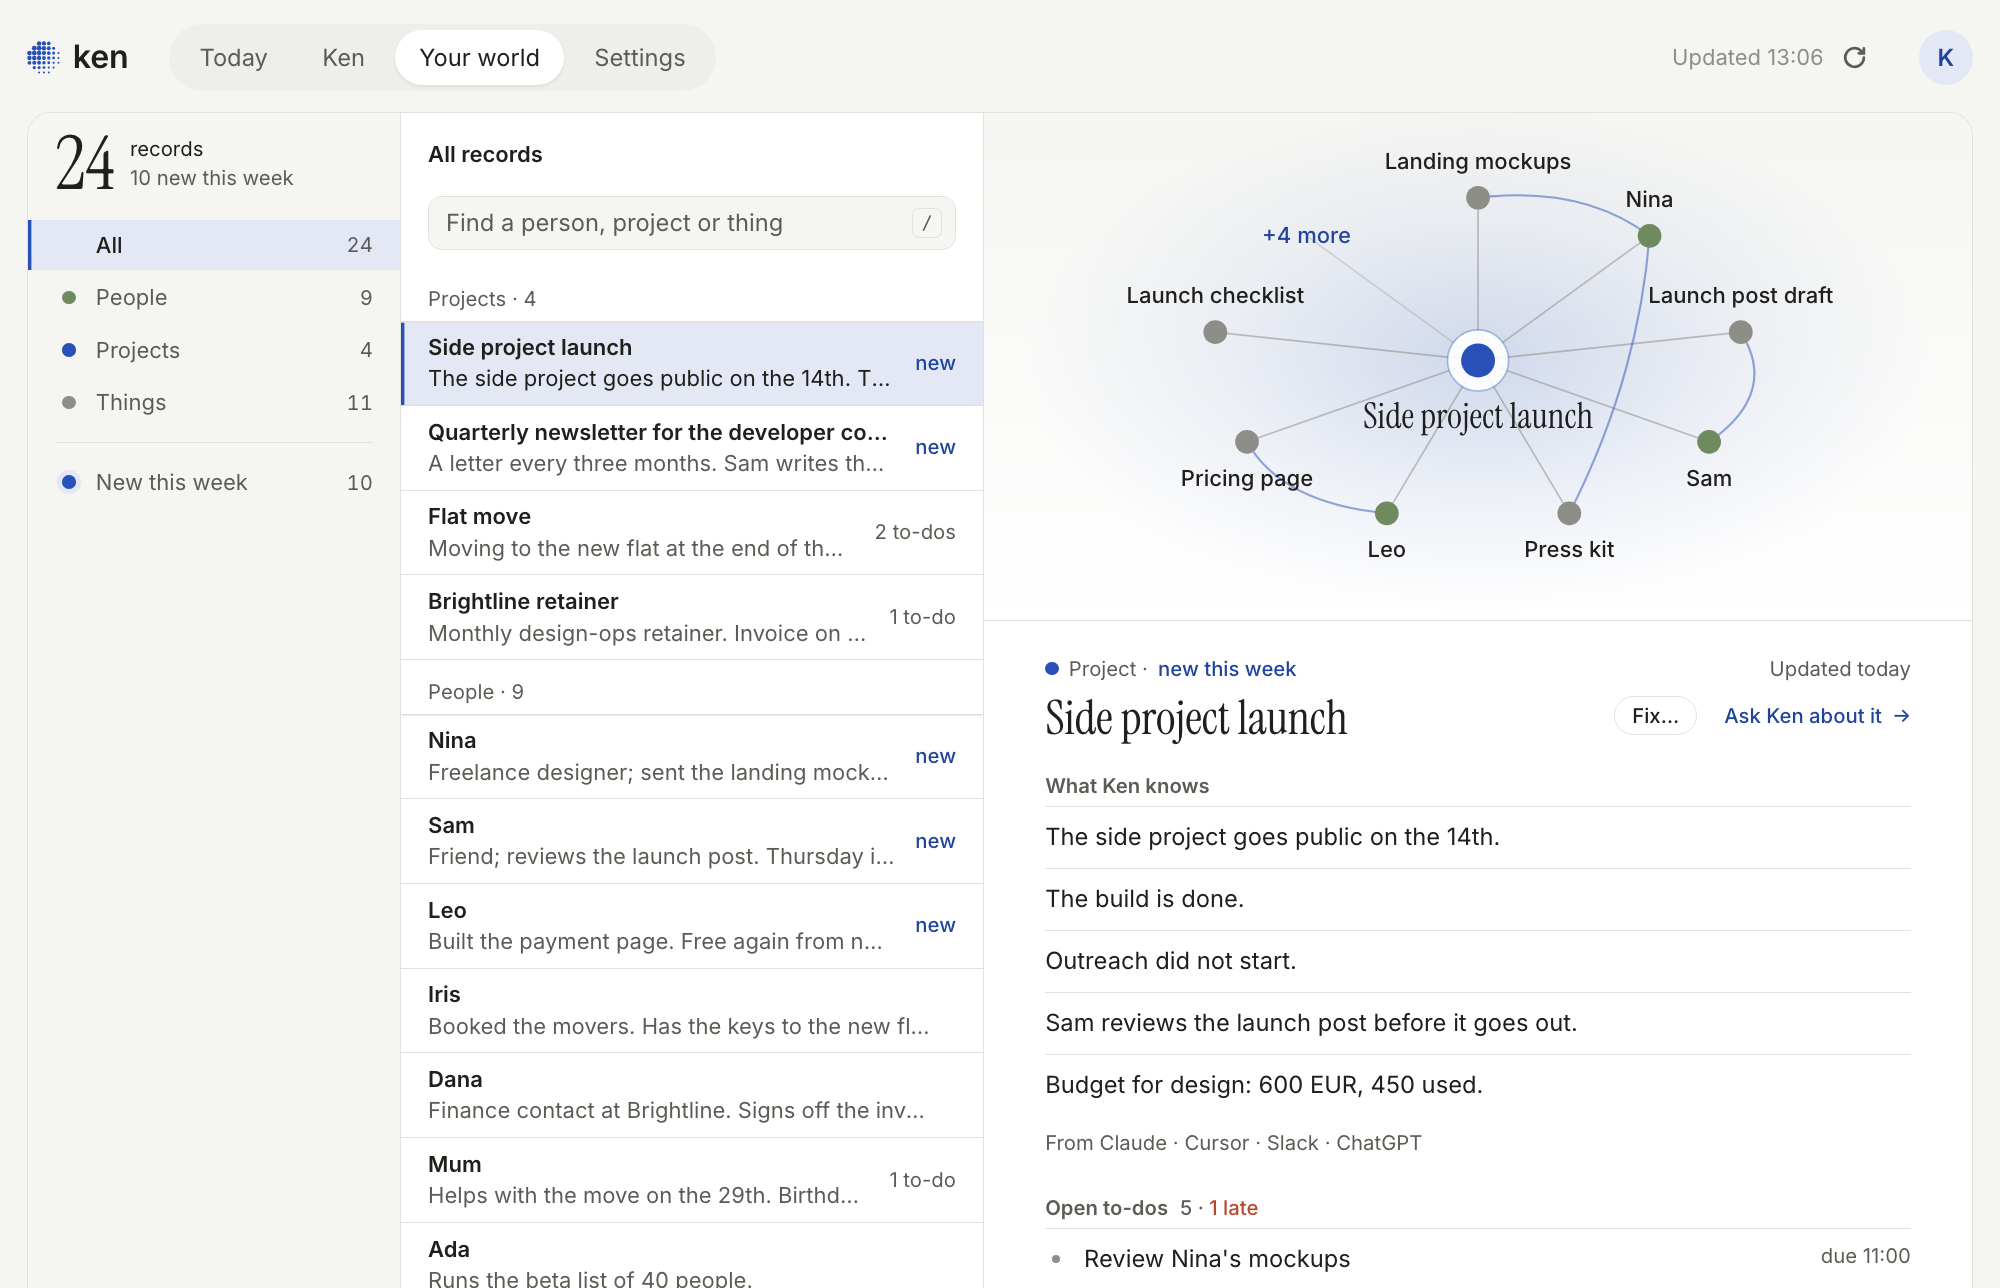 ken
Today
Ken
Your world
Settings
Updated 13:06
K
24
records
10 new this week
All 24
People 9
Projects 4
Things 11
New this week 10
All records
Find a person, project or thing /
Projects · 4
Side project launch
The side project goes public on the 14th. T...
new
Quarterly newsletter for the developer co...
A letter every three months. Sam writes th...
new
Flat move
Moving to the new flat at the end of th...
2 to-dos
Brightline retainer
Monthly design-ops retainer. Invoice on ...
1 to-do
People · 9
Nina
Freelance designer; sent the landing mock...
new
Sam
Friend; reviews the launch post. Thursday i...
new
Leo
Built the payment page. Free again from n...
new
Iris
Booked the movers. Has the keys to the new fl...
Dana
Finance contact at Brightline. Signs off the inv...
Mum
Helps with the move on the 29th. Birthd...
1 to-do
Ada
Runs the beta list of 40 people.
Landing mockups
Nina
+4 more
Launch checklist
Launch post draft
Side project launch
Pricing page
Sam
Leo
Press kit
Project · new this week
Updated today
Side project launch
Fix...
Ask Ken about it →
What Ken knows
The side project goes public on the 14th.
The build is done.
Outreach did not start.
Sam reviews the launch post before it goes out.
Budget for design: 600 EUR, 450 used.
From Claude · Cursor · Slack · ChatGPT
Open to-dos 5 · 1 late
Review Nina's mockups
due 11:00